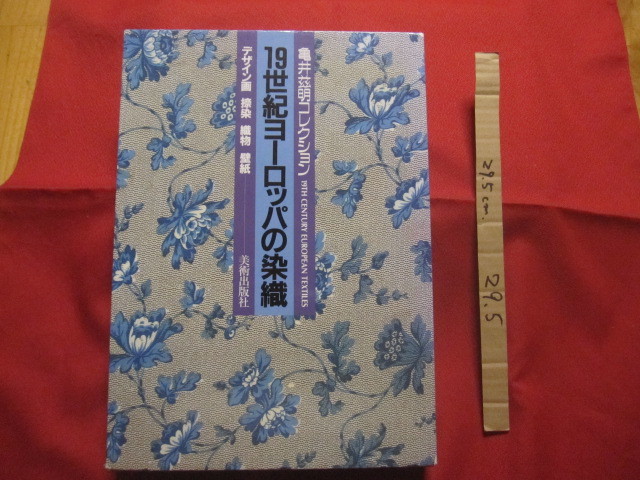 亀井茲明コレクション 19TH CENTURY EUROPEAN TEXTILES
19世紀ヨーロッパの染織
デザイン画 捺染 織物 壁紙
美術出版社
29.5cm.
29.5